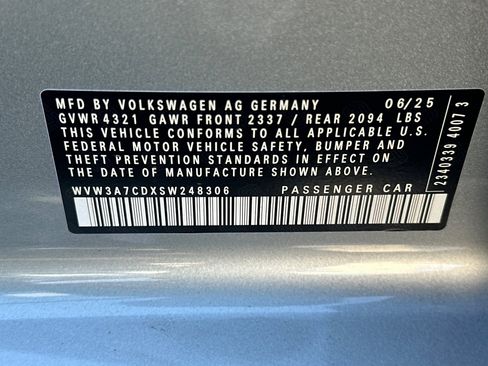 MFD BY VOLKSWAGEN AG GERMANY 06/25
GVWR 4321 GAWR FRONT 2337 / REAR 2094 LBS
THIS VEHICLE CONFORMS TO ALL APPLICABLE U.S.
FEDERAL MOTOR VEHICLE SAFETY, BUMPER AND
THEFT PREVENTION STANDARDS IN EFFECT ON
THE DATE OF MANUFACTURE SHOWN ABOVE.
WVW3A7CDXSW248306 PASSENGER CAR
2340339 4007 3